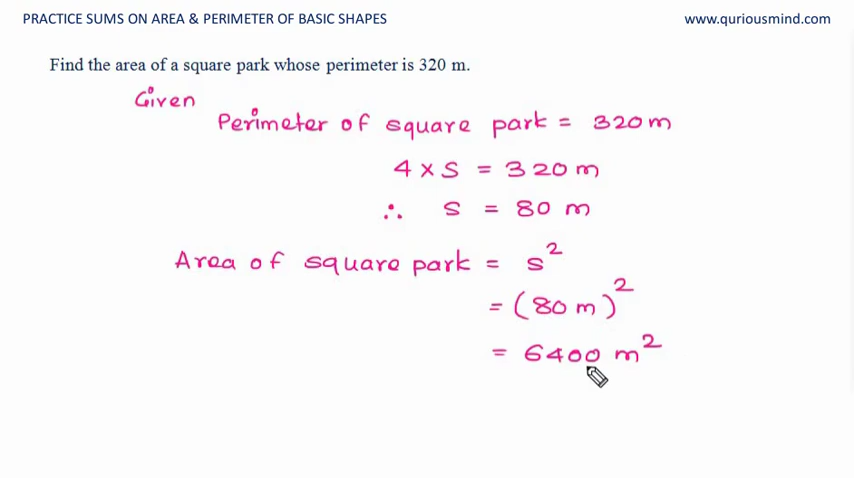 PRACTICE SUMS ON AREA & PERIMETER OF BASIC SHAPES www.quriousmind.com
Find the area of a square park whose perimeter is 320 m.
Given
Perimeter of square park = 320 m
4 × s = 320 m
∴ s = 80 m
Area of square park = s²
= (80 m)²
= 6400 m²